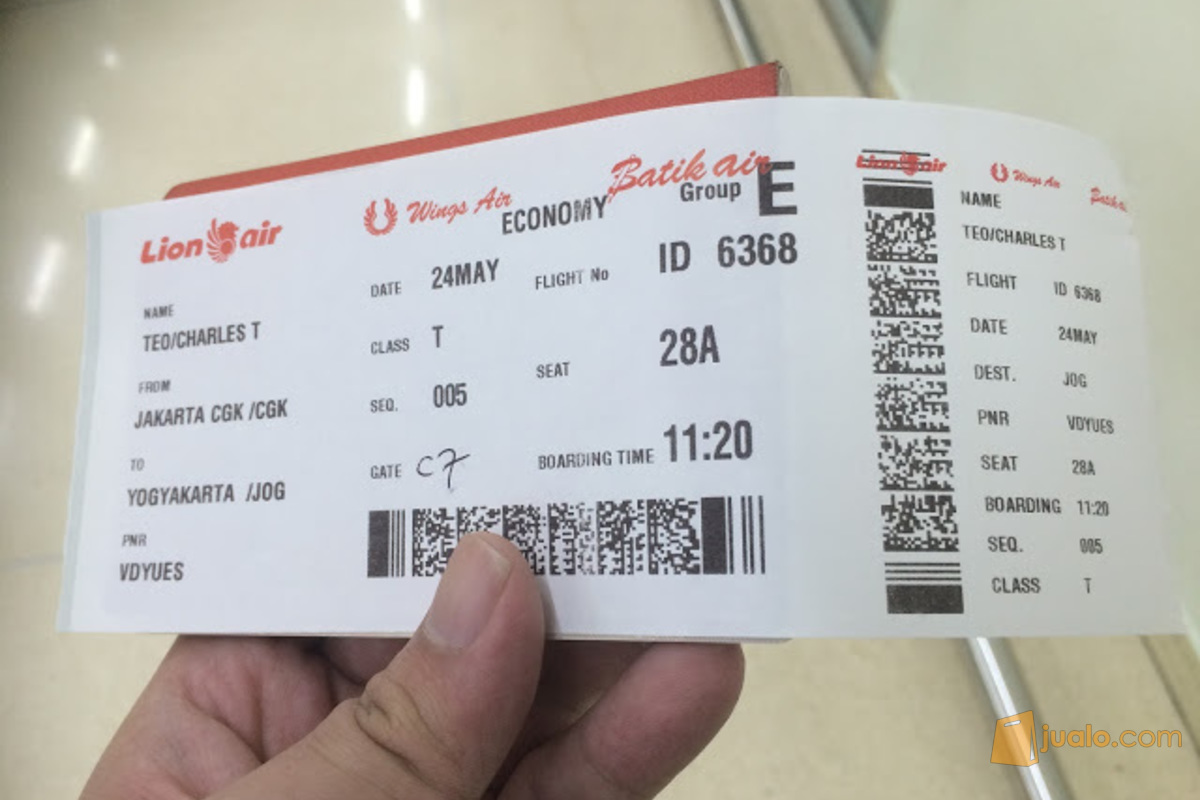 Lion air
Wings Air
Batik air
ECONOMY
Group E
NAME
TEO/CHARLES T
FROM
JAKARTA CGK /CGK
TO
YOGYAKARTA /JOG
PNR
VDYUES
DATE 24MAY
FLIGHT No ID 6368
CLASS T
SEAT 28A
SEQ. 005
GATE C7
BOARDING TIME 11:20
Lion air
Wings Air
NAME
TEO/CHARLES T
FLIGHT ID 6368
DATE 24MAY
DEST. JOG
PNR VDYUES
SEAT 28A
BOARDING 11:20
SEQ. 005
CLASS T
jualo.com